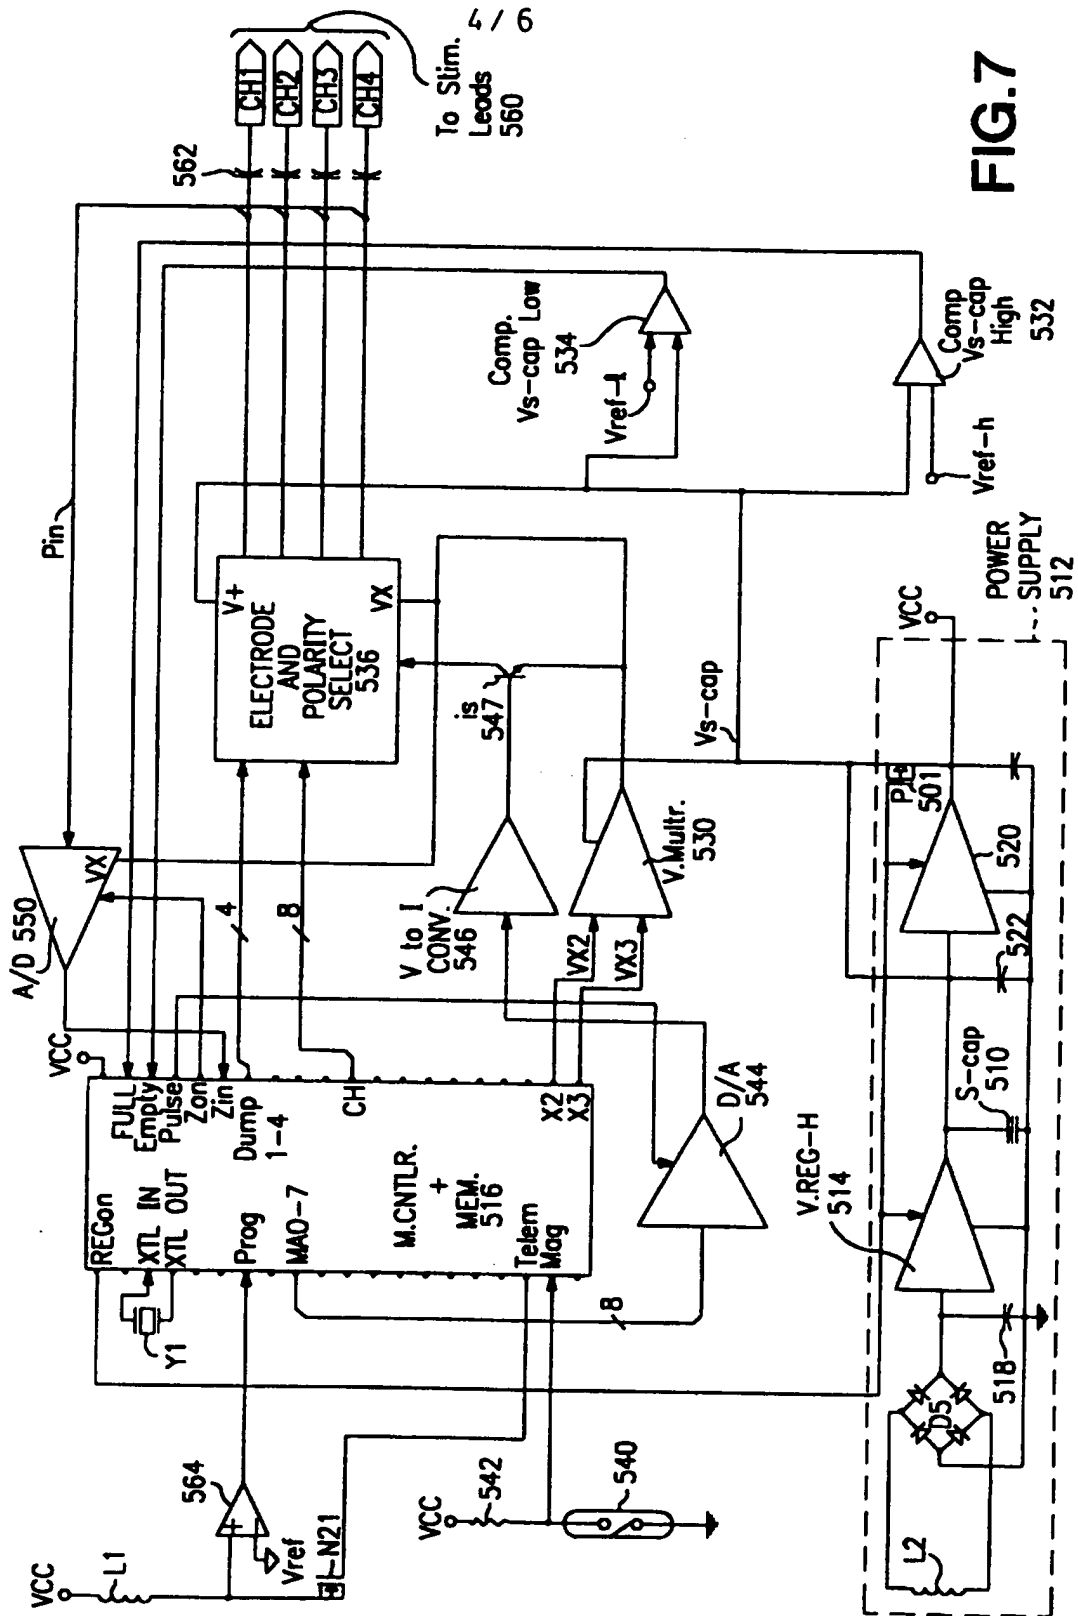 4 / 6
FIG.7
VCC
L1
564
Vref
N21
VCC
542
540
Y1
REGon
XTL IN
XTL OUT
Prog
MAO-7
M.CNTLR.
+
MEM.
516
Telem
Mag
VCC
FULL
Empty
Pulse
Zon
Zin
Dump
1-4
CH
X2
X3
8
4
8
A/D 550
VX
Pin
ELECTRODE
AND
POLARITY
SELECT
536
V+
VX
562
CH1
CH2
CH3
CH4
To Stim.
Leads
560
V to I
CONV.
546
is
547
VX2
VX3
V.Multr.
530
D/A
544
Vs-cap
Comp.
Vs-cap Low
534
Vref-l
Comp
Vs-cap
High
532
Vref-h
POWER
SUPPLY
512
VCC
V.REG-H
514
S-cap
510
522
520
P1
501
518
D5
L2